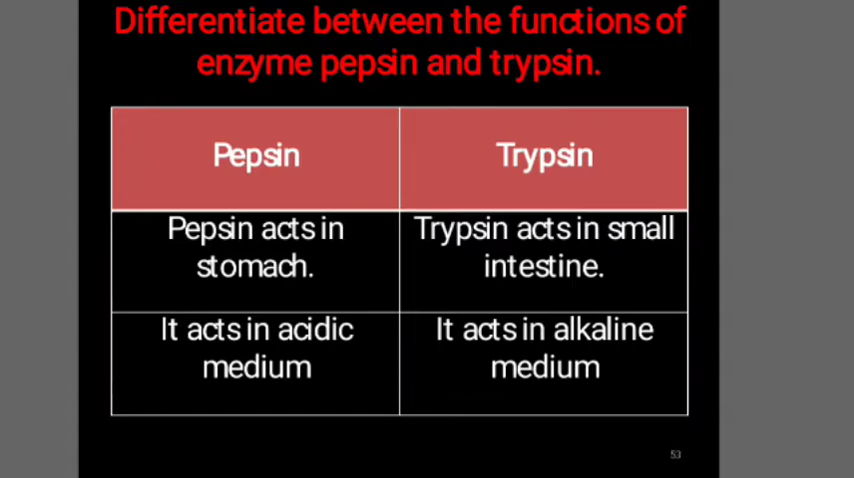 Differentiate between the functions of
enzyme pepsin and trypsin.
Pepsin
Trypsin
Pepsin acts in
stomach.
Trypsin acts in small
intestine.
It acts in acidic
medium
It acts in alkaline
medium
53